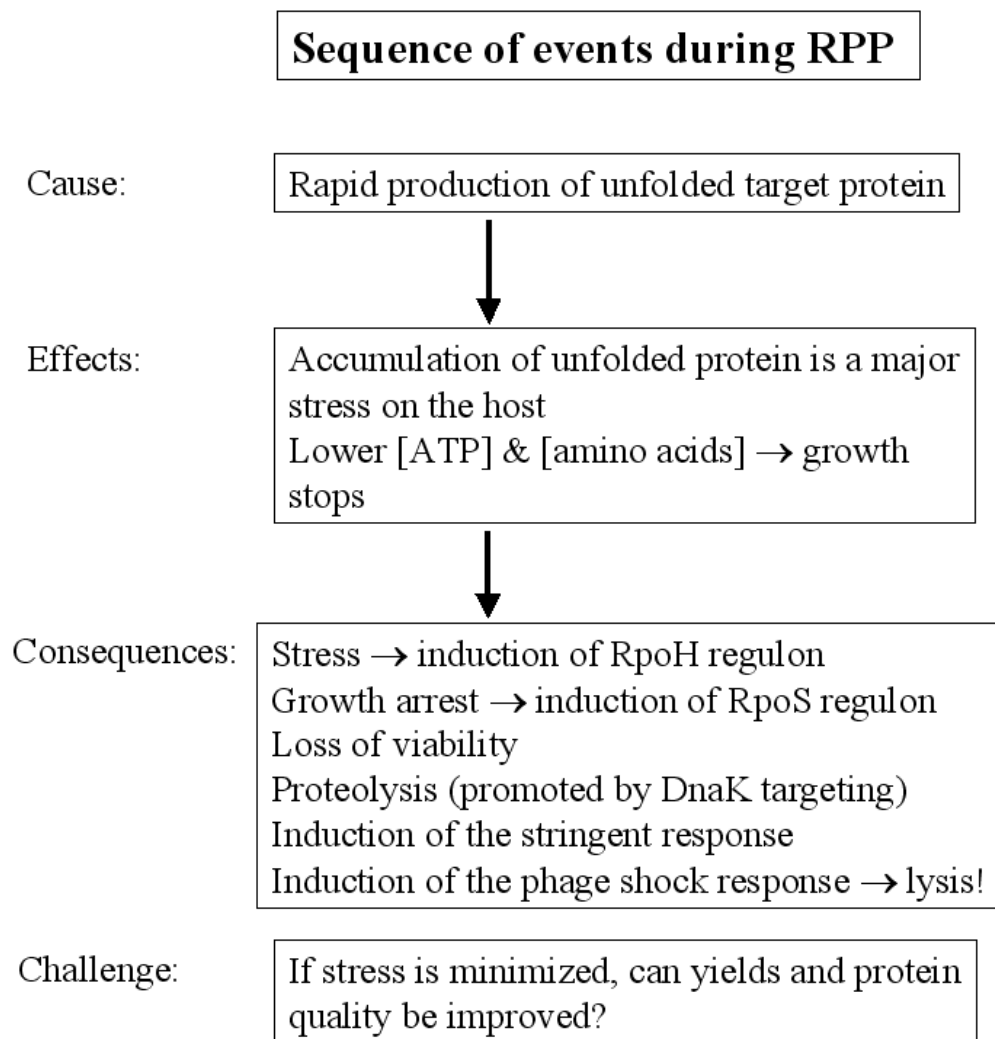 Sequence of events during RPP
Cause:
Rapid production of unfolded target protein
Effects:
Accumulation of unfolded protein is a major
stress on the host
Lower [ATP] & [amino acids] → growth
stops
Consequences:
Stress → induction of RpoH regulon
Growth arrest → induction of RpoS regulon
Loss of viability
Proteolysis (promoted by DnaK targeting)
Induction of the stringent response
Induction of the phage shock response → lysis!
Challenge:
If stress is minimized, can yields and protein
quality be improved?